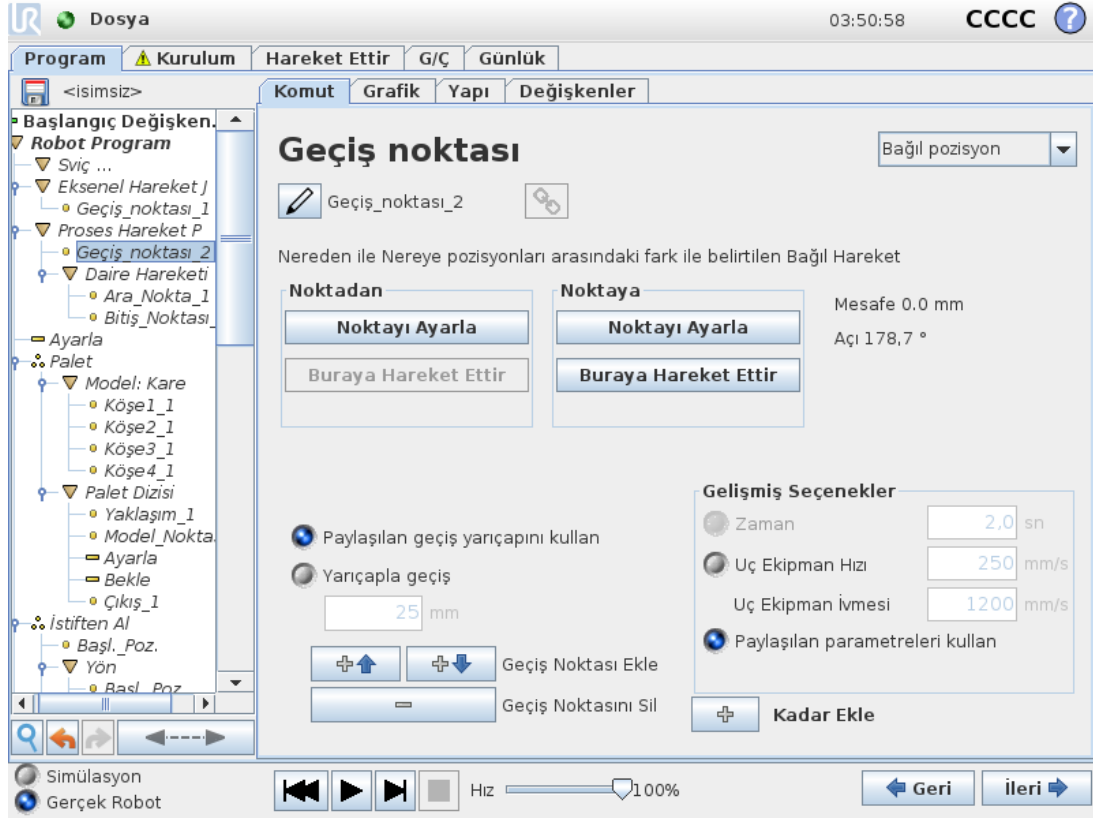 UR Dosya 03:50:58 CCCC ?
Program Kurulum Hareket Ettir G/Ç Günlük
<isimsiz>
Komut Grafik Yapı Değişkenler
Başlangıç Değişken.
Robot Program
Sviç ...
Eksenel Hareket J
Geçiş_noktası_1
Proses Hareket P
Geçiş_noktası_2
Daire Hareketi
Ara_Nokta_1
Bitiş_Noktası_
Ayarla
Palet
Model: Kare
Köşe1_1
Köşe2_1
Köşe3_1
Köşe4_1
Palet Dizisi
Yaklaşım_1
Model_Nokta
Ayarla
Bekle
Çıkış_1
İstiften Al
Başl._Poz.
Yön
Başl._Poz
Geçiş noktası
Bağıl pozisyon
Geçiş_noktası_2
Nereden ile Nereye pozisyonları arasındaki fark ile belirtilen Bağıl Hareket
Noktadan
Noktayı Ayarla
Buraya Hareket Ettir
Noktaya
Noktayı Ayarla
Buraya Hareket Ettir
Mesafe 0.0 mm
Açı 178,7 °
Paylaşılan geçiş yarıçapını kullan
Yarıçapla geçiş
25 mm
Geçiş Noktası Ekle
Geçiş Noktasını Sil
Gelişmiş Seçenekler
Zaman 2,0 sn
Uç Ekipman Hızı 250 mm/s
Uç Ekipman İvmesi 1200 mm/s
Paylaşılan parametreleri kullan
Kadar Ekle
Simülasyon
Gerçek Robot
Hız 100%
Geri İleri